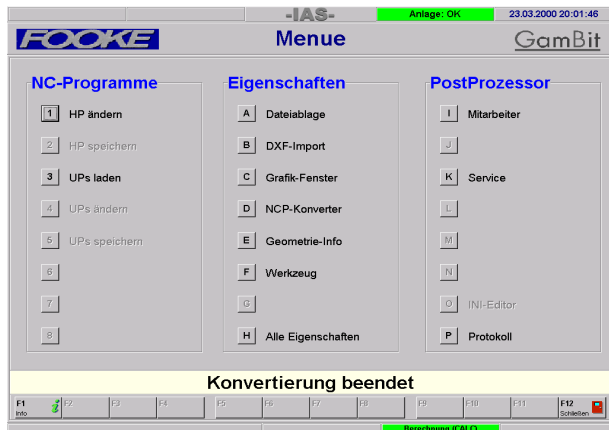 -IAS- Anlage: OK 23.03.2000 20:01:46
FOOKE Menue GamBit
NC-Programme
1 HP ändern
2 HP speichern
3 UPs laden
4 UPs ändern
5 UPs speichern
6
7
8
Eigenschaften
A Dateiablage
B DXF-Import
C Grafik-Fenster
D NCP-Konverter
E Geometrie-Info
F Werkzeug
G
H Alle Eigenschaften
PostProzessor
I Mitarbeiter
J
K Service
L
M
N
O INI-Editor
P Protokoll
Konvertierung beendet
F1 Info i F2 F3 F4 F5 F6 F7 F8 F9 F10 F11 F12 Schließen
Berechnung (CALC)